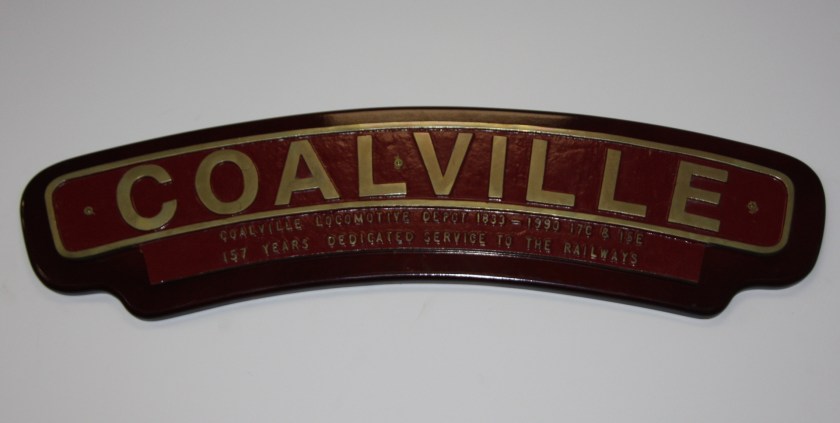 COALVILLE
COALVILLE LOCOMOTIVE DEPOT 1833 - 1990 17C & 15E
157 YEARS DEDICATED SERVICE TO THE RAILWAYS